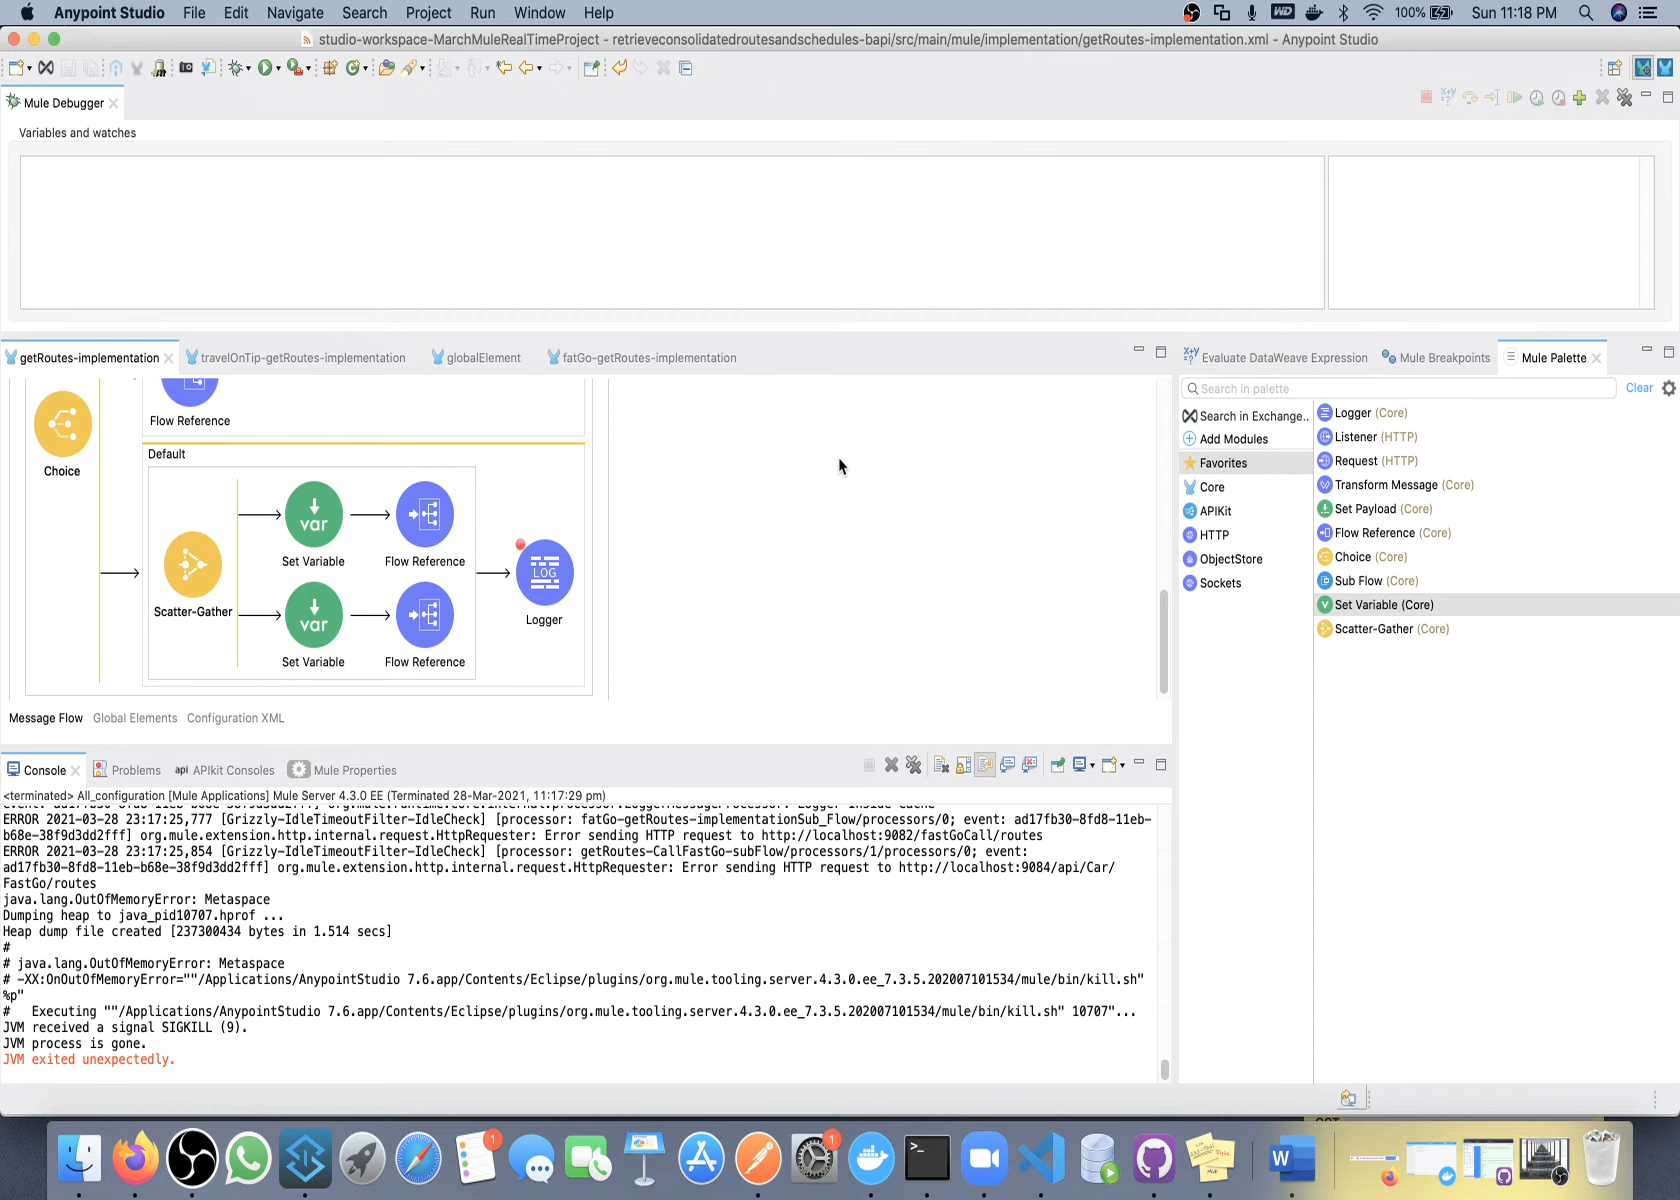 Anypoint Studio File Edit Navigate Search Project Run Window Help WD 100% Sun 11:18 PM
studio-workspace-MarchMuleRealTimeProject - retrieveconsolidatedroutesandschedules-bapi/src/main/mule/implementation/getRoutes-implementation.xml - Anypoint Studio
Mule Debugger
Variables and watches
getRoutes-implementation travelOnTip-getRoutes-implementation globalElement fatGo-getRoutes-implementation
Flow Reference
Choice
Default
var
Set Variable
Flow Reference
Scatter-Gather
var
Set Variable
Flow Reference
LOG
Logger
Message Flow Global Elements Configuration XML
x+y Evaluate DataWeave Expression Mule Breakpoints Mule Palette
Search in palette Clear
Search in Exchange..
Add Modules
Favorites
Core
APIKit
HTTP
ObjectStore
Sockets
Logger (Core)
Listener (HTTP)
Request (HTTP)
Transform Message (Core)
Set Payload (Core)
Flow Reference (Core)
Choice (Core)
Sub Flow (Core)
Set Variable (Core)
Scatter-Gather (Core)
Console Problems api APIkit Consoles Mule Properties
<terminated> All_configuration [Mule Applications] Mule Server 4.3.0 EE (Terminated 28-Mar-2021, 11:17:29 pm)
ERROR 2021-03-28 23:17:25,777 [Grizzly-IdleTimeoutFilter-IdleCheck] [processor: fatGo-getRoutes-implementationSub_Flow/processors/0; event: ad17fb30-8fd8-11eb-
b68e-38f9d3dd2fff] org.mule.extension.http.internal.request.HttpRequester: Error sending HTTP request to http://localhost:9082/fastGoCall/routes
ERROR 2021-03-28 23:17:25,854 [Grizzly-IdleTimeoutFilter-IdleCheck] [processor: getRoutes-CallFastGo-subFlow/processors/1/processors/0; event:
ad17fb30-8fd8-11eb-b68e-38f9d3dd2fff] org.mule.extension.http.internal.request.HttpRequester: Error sending HTTP request to http://localhost:9084/api/Car/
FastGo/routes
java.lang.OutOfMemoryError: Metaspace
Dumping heap to java_pid10707.hprof ...
Heap dump file created [237300434 bytes in 1.514 secs]
#
# java.lang.OutOfMemoryError: Metaspace
# -XX:OnOutOfMemoryError=""/Applications/AnypointStudio 7.6.app/Contents/Eclipse/plugins/org.mule.tooling.server.4.3.0.ee_7.3.5.202007101534/mule/bin/kill.sh"
%p"
#   Executing ""/Applications/AnypointStudio 7.6.app/Contents/Eclipse/plugins/org.mule.tooling.server.4.3.0.ee_7.3.5.202007101534/mule/bin/kill.sh" 10707"...
JVM received a signal SIGKILL (9).
JVM process is gone.
JVM exited unexpectedly.
1
1
W